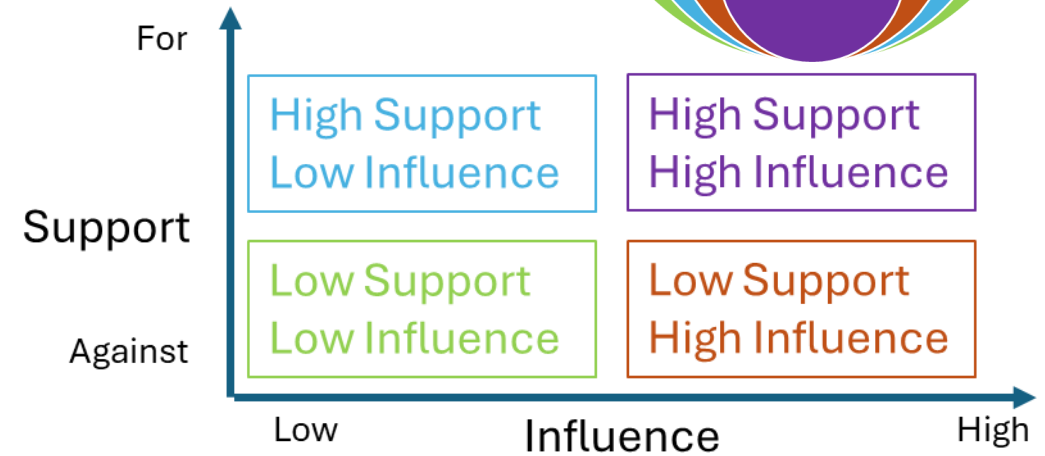 For
High Support
Low Influence
High Support
High Influence
Support
Low Support
Low Influence
Low Support
High Influence
Against
Low
Influence
High